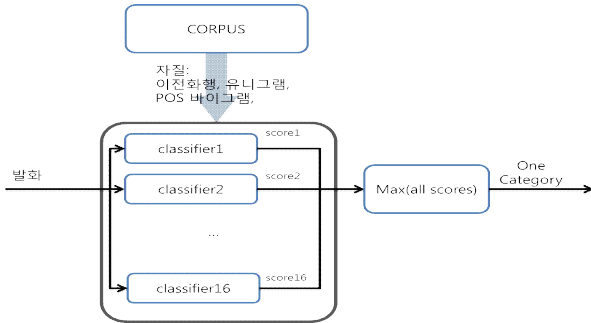 CORPUS
자질:
이전화행, 유니그램,
POS 바이그램,
score1
classifier1
발화
score2
classifier2
Max(all scores)
One
Category
...
score16
classifier16